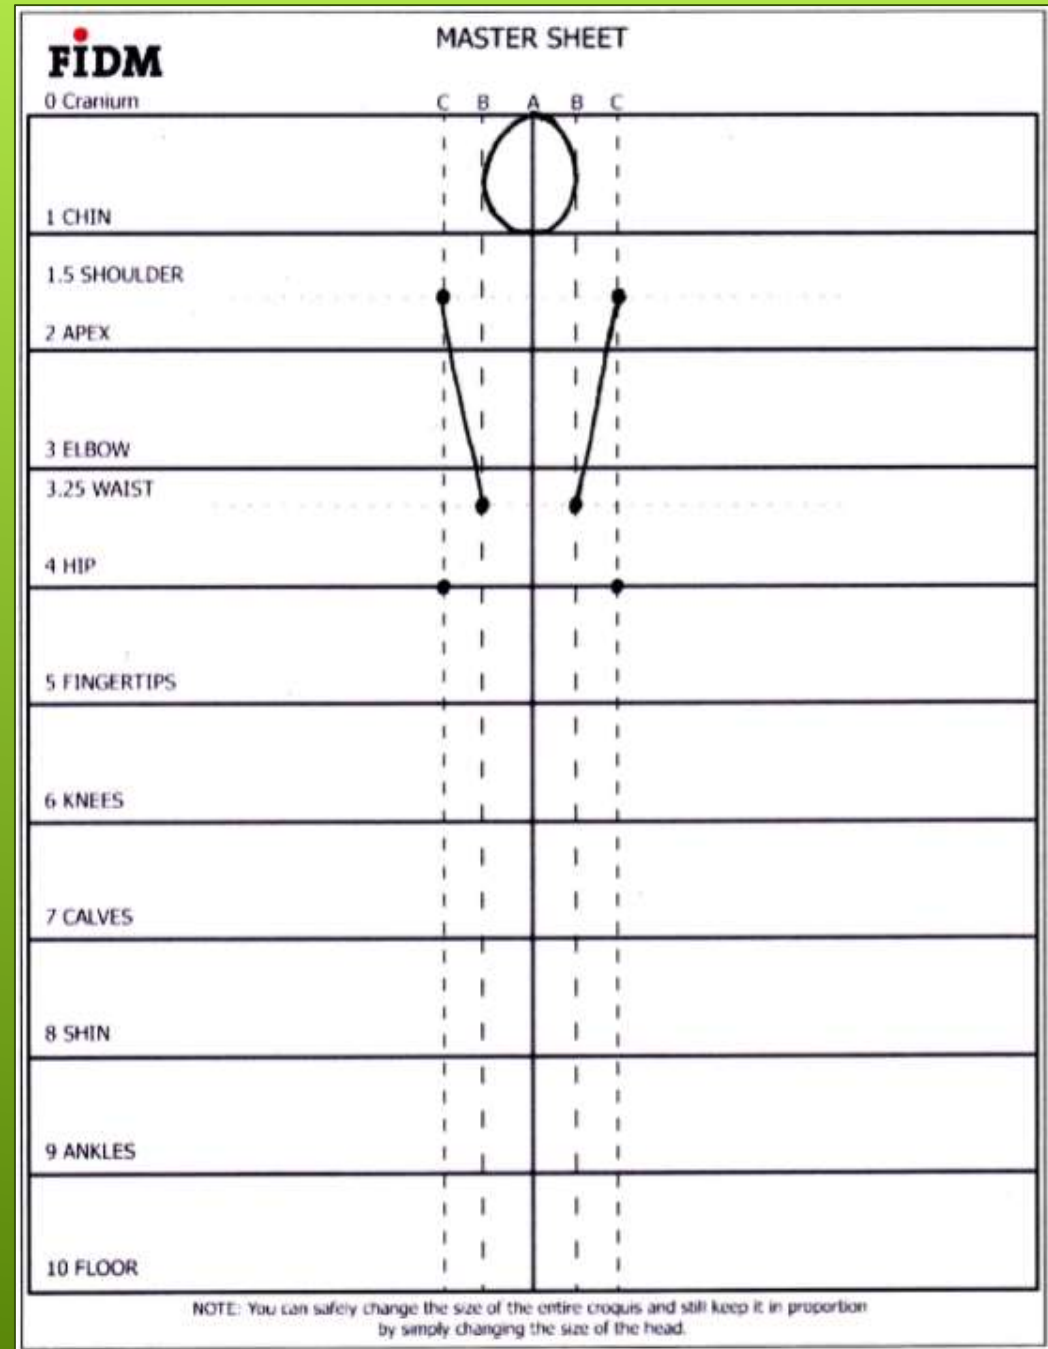 FIDM
MASTER SHEET
0 Cranium
C B A B C
1 CHIN
1.5 SHOULDER
2 APEX
3 ELBOW
3.25 WAIST
4 HIP
5 FINGERTIPS
6 KNEES
7 CALVES
8 SHIN
9 ANKLES
10 FLOOR
NOTE: You can safely change the size of the entire croquis and still keep it in proportion
by simply changing the size of the head.